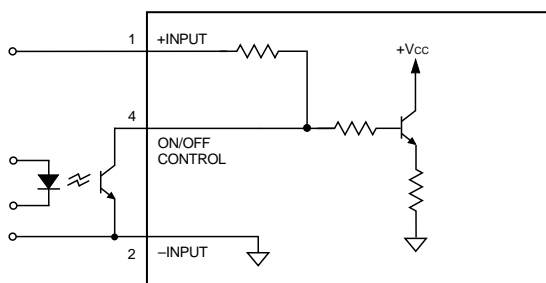 1 +INPUT
+VCC
4
ON/OFF
CONTROL
2 –INPUT